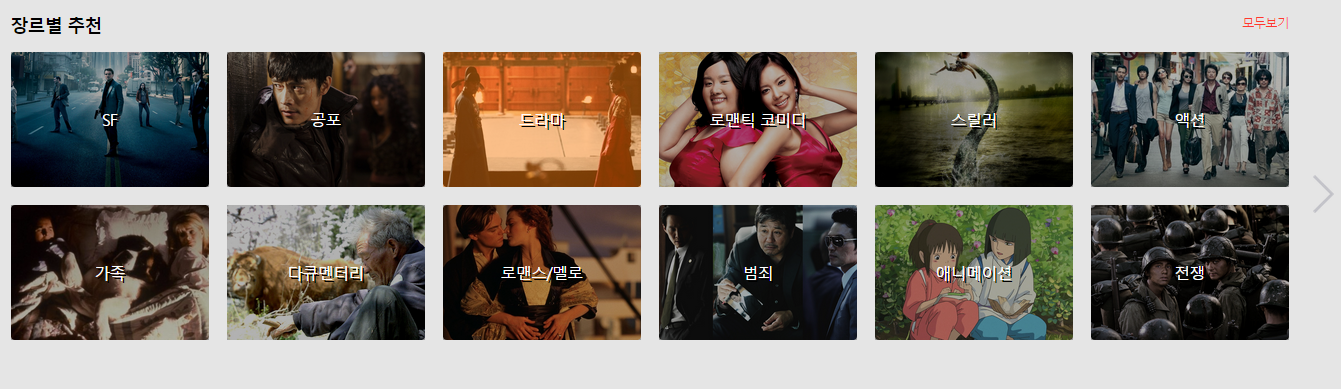 장르별 추천
모두보기
SF
공포
드라마
로맨틱 코미디
스릴러
액션
가족
다큐멘터리
로맨스/멜로
범죄
애니메이션
전쟁